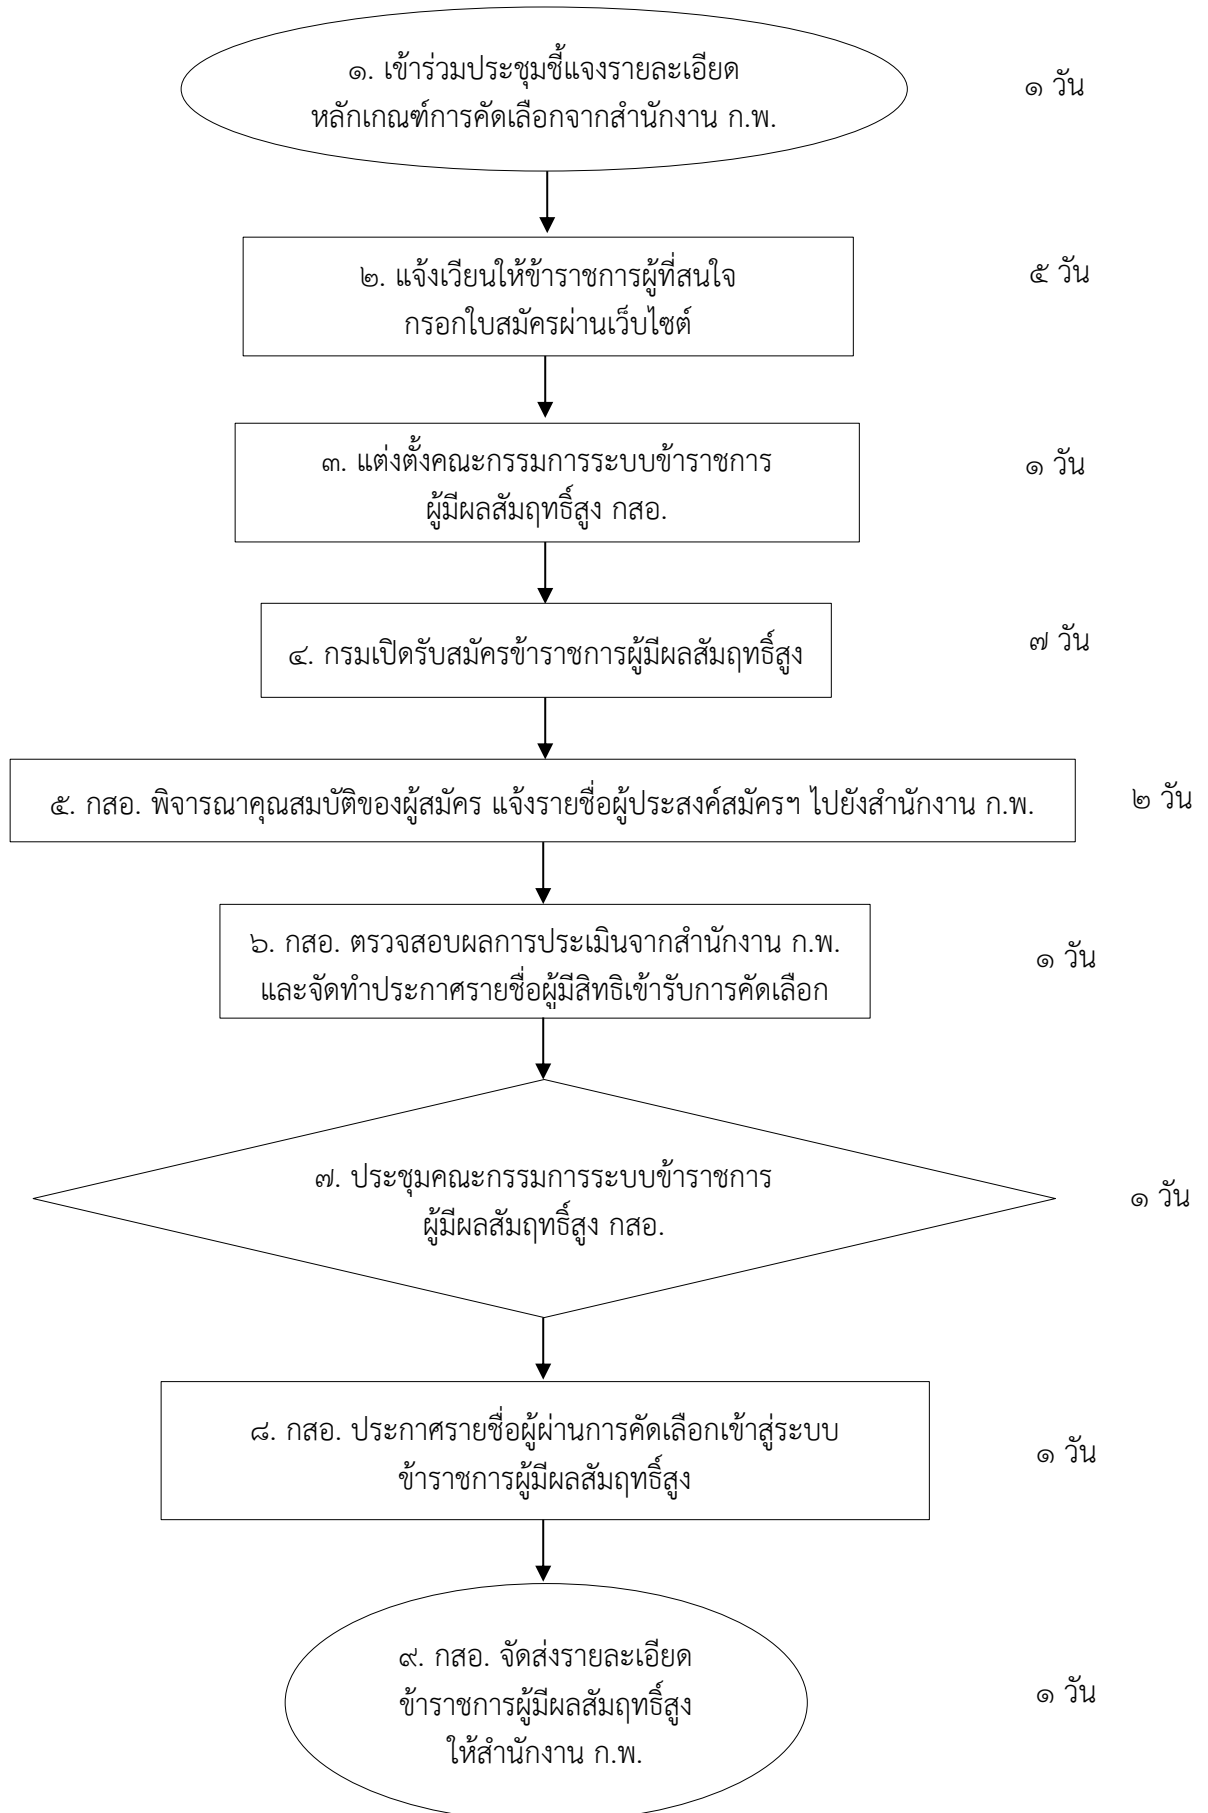 ๑. เข้าร่วมประชุมชี้แจงรายละเอียด
หลักเกณฑ์การคัดเลือกจากสำนักงาน ก.พ.
๑ วัน
๒. แจ้งเวียนให้ข้าราชการผู้ที่สนใจ
กรอกใบสมัครผ่านเว็บไซต์
๕ วัน
๓. แต่งตั้งคณะกรรมการระบบข้าราชการ
ผู้มีผลสัมฤทธิ์สูง กสอ.
๑ วัน
๔. กรมเปิดรับสมัครข้าราชการผู้มีผลสัมฤทธิ์สูง
๗ วัน
๕. กสอ. พิจารณาคุณสมบัติของผู้สมัคร แจ้งรายชื่อผู้ประสงค์สมัครฯ ไปยังสำนักงาน ก.พ.
๒ วัน
๖. กสอ. ตรวจสอบผลการประเมินจากสำนักงาน ก.พ.
และจัดทำประกาศรายชื่อผู้มีสิทธิเข้ารับการคัดเลือก
๑ วัน
๗. ประชุมคณะกรรมการระบบข้าราชการ
ผู้มีผลสัมฤทธิ์สูง กสอ.
๑ วัน
๘. กสอ. ประกาศรายชื่อผู้ผ่านการคัดเลือกเข้าสู่ระบบ
ข้าราชการผู้มีผลสัมฤทธิ์สูง
๑ วัน
๙. กสอ. จัดส่งรายละเอียด
ข้าราชการผู้มีผลสัมฤทธิ์สูง
ให้สำนักงาน ก.พ.
๑ วัน